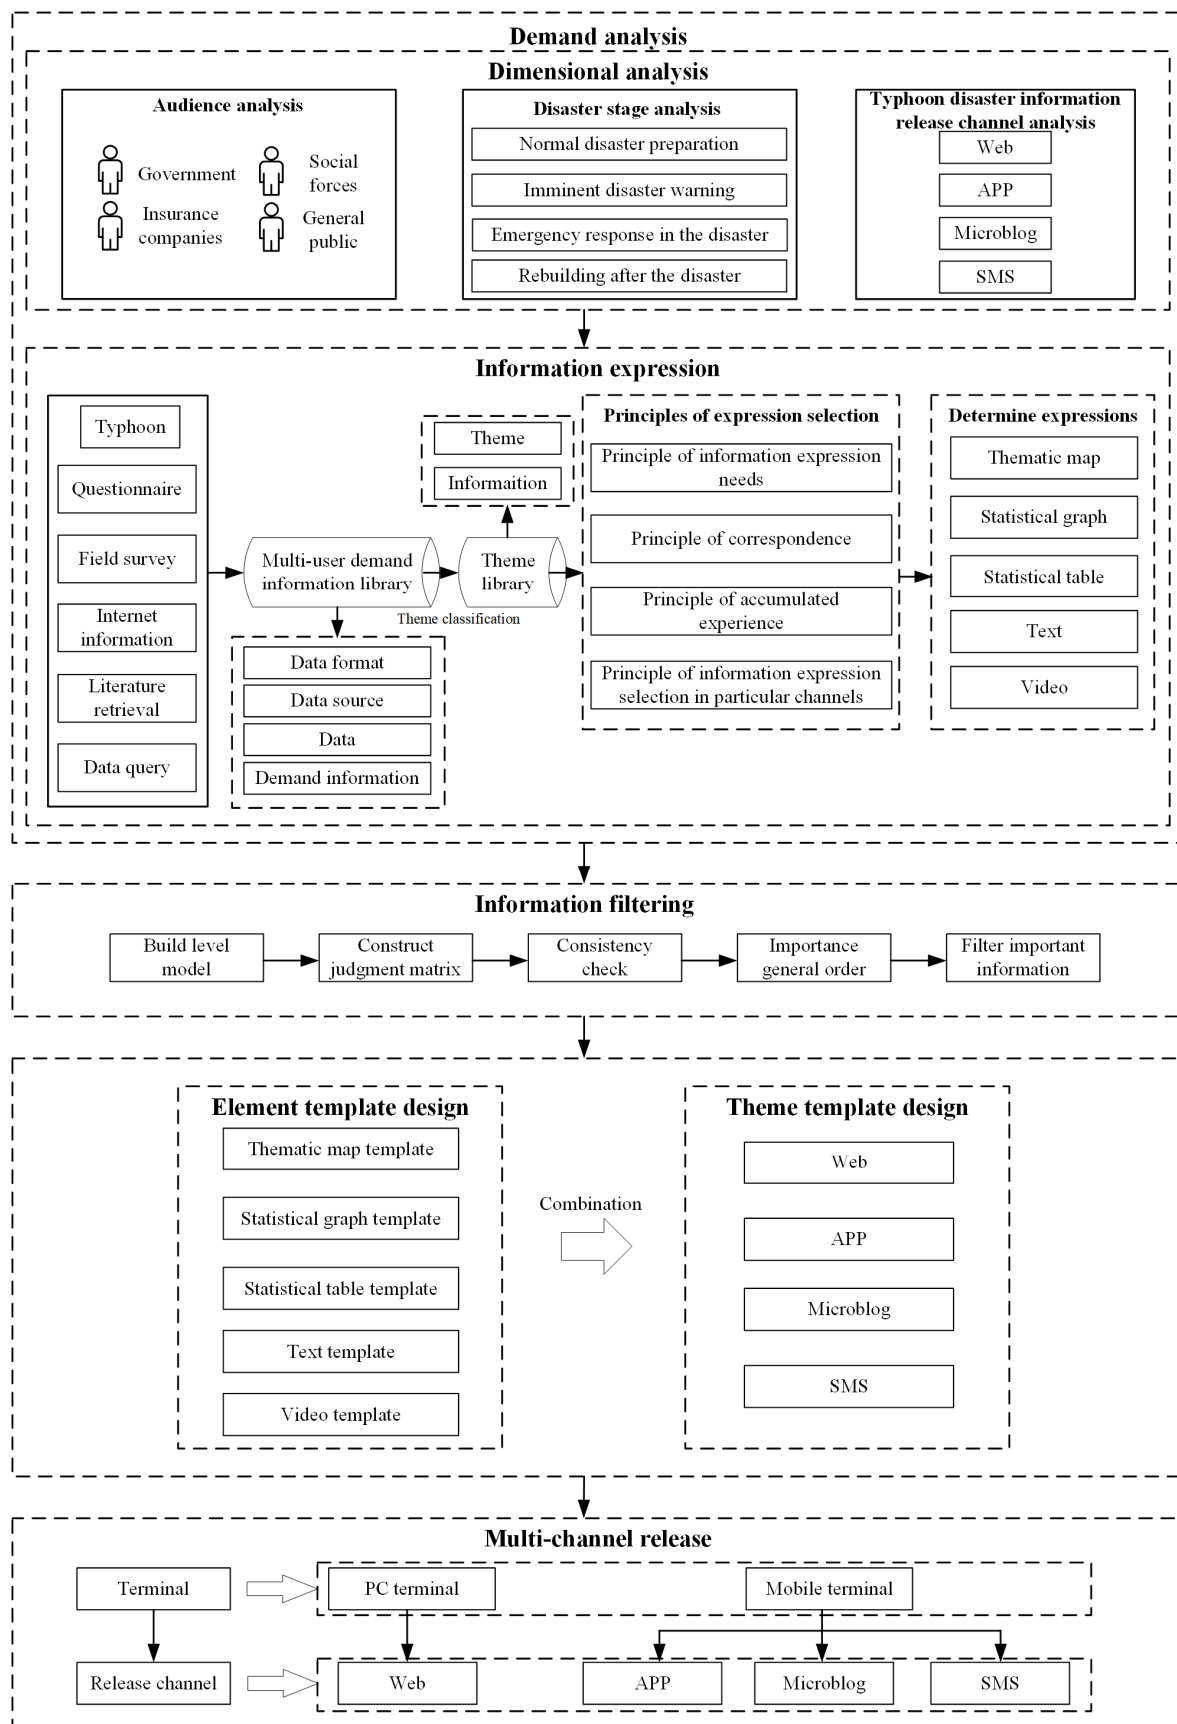 Demand analysis
Dimensional analysis
Audience analysis
Government
Social
forces
Insurance
companies
General
public
Disaster stage analysis
Normal disaster preparation
Imminent disaster warning
Emergency response in the disaster
Rebuilding after the disaster
Typhoon disaster information
release channel analysis
Web
APP
Microblog
SMS
Information expression
Typhoon
Questionnaire
Field survey
Internet
information
Literature
retrieval
Data query
Multi-user demand
information library
Theme classification
Data format
Data source
Data
Demand information
Theme
Informaition
Theme
library
Principles of expression selection
Principle of information expression
needs
Principle of correspondence
Principle of accumulated
experience
Principle of information expression
selection in particular channels
Determine expressions
Thematic map
Statistical graph
Statistical table
Text
Video
Information filtering
Build level
model
Construct
judgment matrix
Consistency
check
Importance
general order
Filter important
information
Element template design
Thematic map template
Statistical graph template
Statistical table template
Text template
Video template
Combination
Theme template design
Web
APP
Microblog
SMS
Multi-channel release
Terminal
PC terminal
Mobile terminal
Release channel
Web
APP
Microblog
SMS